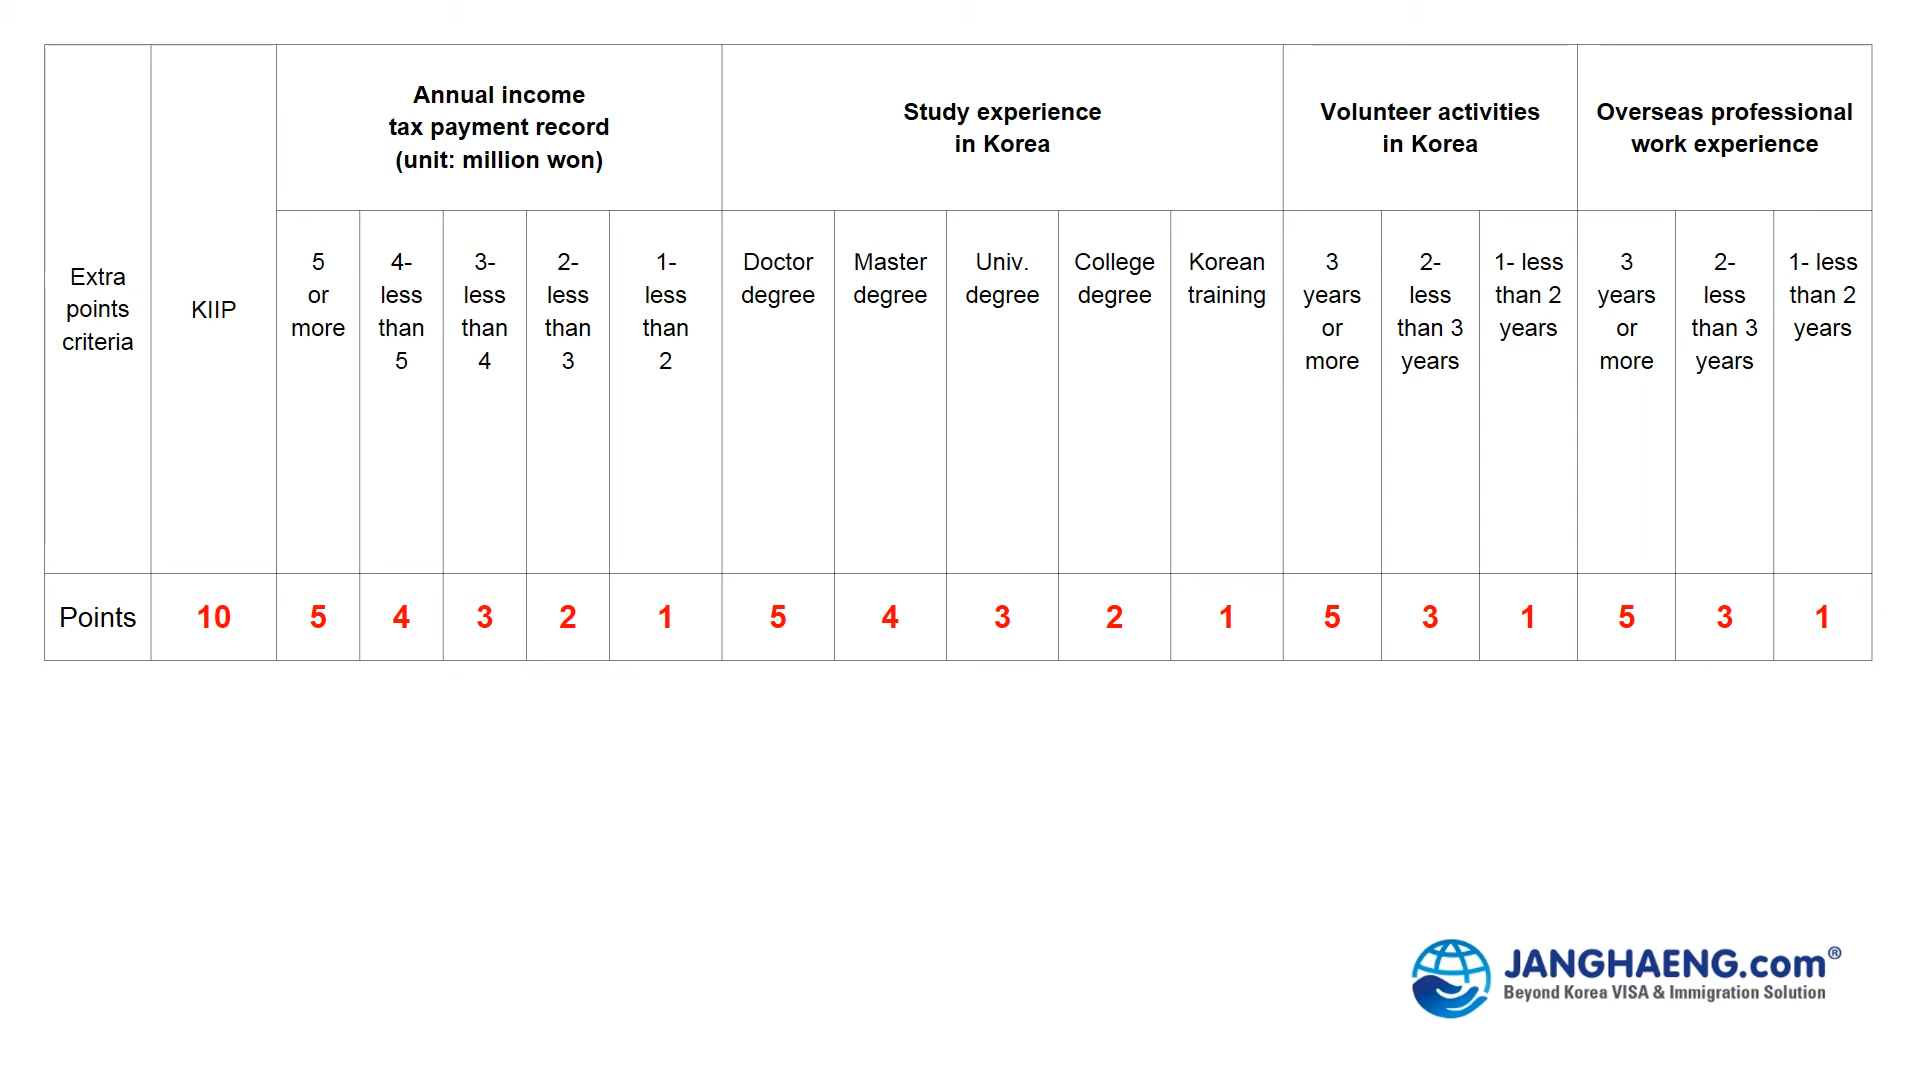 Annual income
tax payment record
(unit: million won)
Study experience
in Korea
Volunteer activities
in Korea
Overseas professional
work experience
Extra
points
criteria
KIIP
5
or
more
4-
less
than
5
3-
less
than
4
2-
less
than
3
1-
less
than
2
Doctor
degree
Master
degree
Univ.
degree
College
degree
Korean
training
3
years
or
more
2-
less
than 3
years
1- less
than 2
years
3
years
or
more
2-
less
than 3
years
1- less
than 2
years
Points 10 5 4 3 2 1 5 4 3 2 1 5 3 1 5 3 1
JANGHAENG.com®
Beyond Korea VISA & Immigration Solution